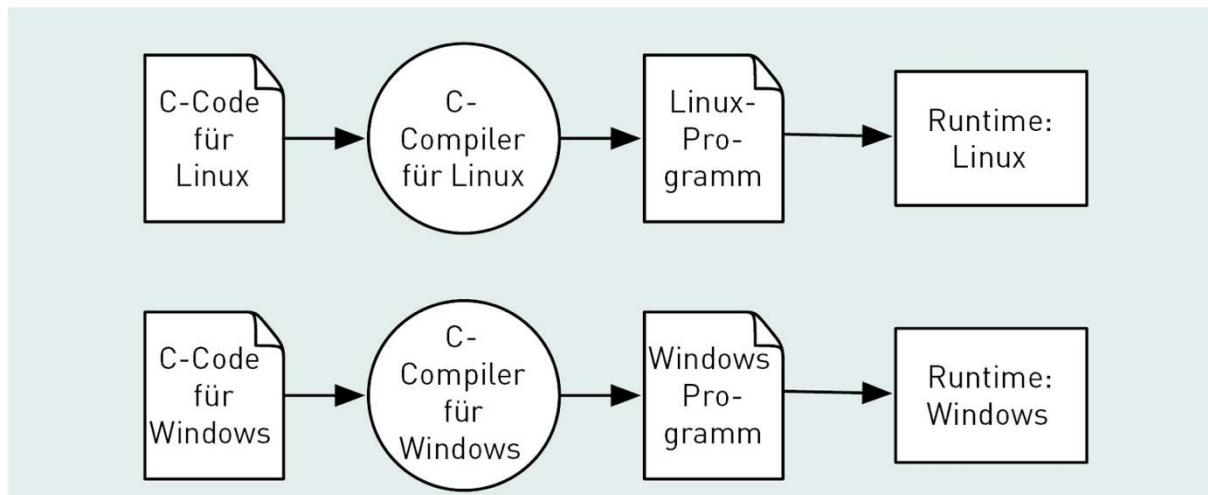 C-Code
für
Linux
C-
Compiler
für Linux
Linux-
Pro-
gramm
Runtime:
Linux
C-Code
für
Windows
C-
Compiler
für
Windows
Windows
Pro-
gramm
Runtime:
Windows